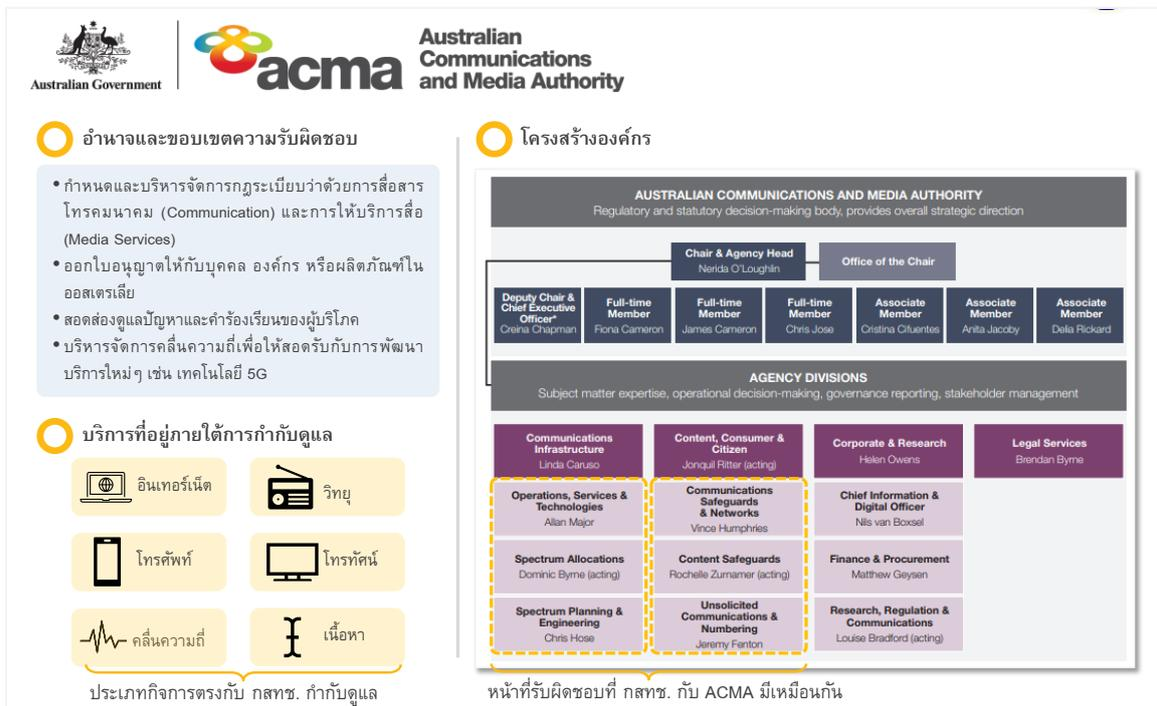 Australian Government
acma
Australian
Communications
and Media Authority
อำนาจและขอบเขตความรับผิดชอบ
• กำหนดและบริหารจัดการกฎระเบียบว่าด้วยการสื่อสาร
โทรคมนาคม (Communication) และการให้บริการสื่อ
(Media Services)
• ออกใบอนุญาตให้กับบุคคล องค์กร หรือผลิตภัณฑ์ใน
ออสเตรเลีย
• สอดส่องดูแลปัญหาและคำร้องเรียนของผู้บริโภค
• บริหารจัดการคลื่นความถี่เพื่อให้สอดรับกับการพัฒนา
บริการใหม่ๆ เช่น เทคโนโลยี 5G
บริการที่อยู่ภายใต้การกำกับดูแล
อินเทอร์เน็ต
วิทยุ
โทรศัพท์
โทรทัศน์
คลื่นความถี่
เนื้อหา
ประเภทกิจการตรงกับ กสทช. กำกับดูแล
โครงสร้างองค์กร
AUSTRALIAN COMMUNICATIONS AND MEDIA AUTHORITY
Regulatory and statutory decision-making body, provides overall strategic direction
Chair & Agency Head
Nerida O'Loughlin
Office of the Chair
Deputy Chair &
Chief Executive
Officer*
Creina Chapman
Full-time
Member
Fiona Cameron
Full-time
Member
James Cameron
Full-time
Member
Chris Jose
Associate
Member
Cristina Cifuentes
Associate
Member
Anita Jacoby
Associate
Member
Delia Rickard
AGENCY DIVISIONS
Subject matter expertise, operational decision-making, governance reporting, stakeholder management
Communications
Infrastructure
Linda Caruso
Operations, Services &
Technologies
Allan Major
Spectrum Allocations
Dominic Byrne (acting)
Spectrum Planning &
Engineering
Chris Hose
Content, Consumer &
Citizen
Jonquil Ritter (acting)
Communications
Safeguards
& Networks
Vince Humphries
Content Safeguards
Rochelle Zurnamer (acting)
Unsolicited
Communications &
Numbering
Jeremy Fenton
Corporate & Research
Helen Owens
Chief Information &
Digital Officer
Nils van Boxsel
Finance & Procurement
Matthew Geysen
Research, Regulation &
Communications
Louise Bradford (acting)
Legal Services
Brendan Byrne
หน้าที่รับผิดชอบที่ กสทช. กับ ACMA มีเหมือนกัน